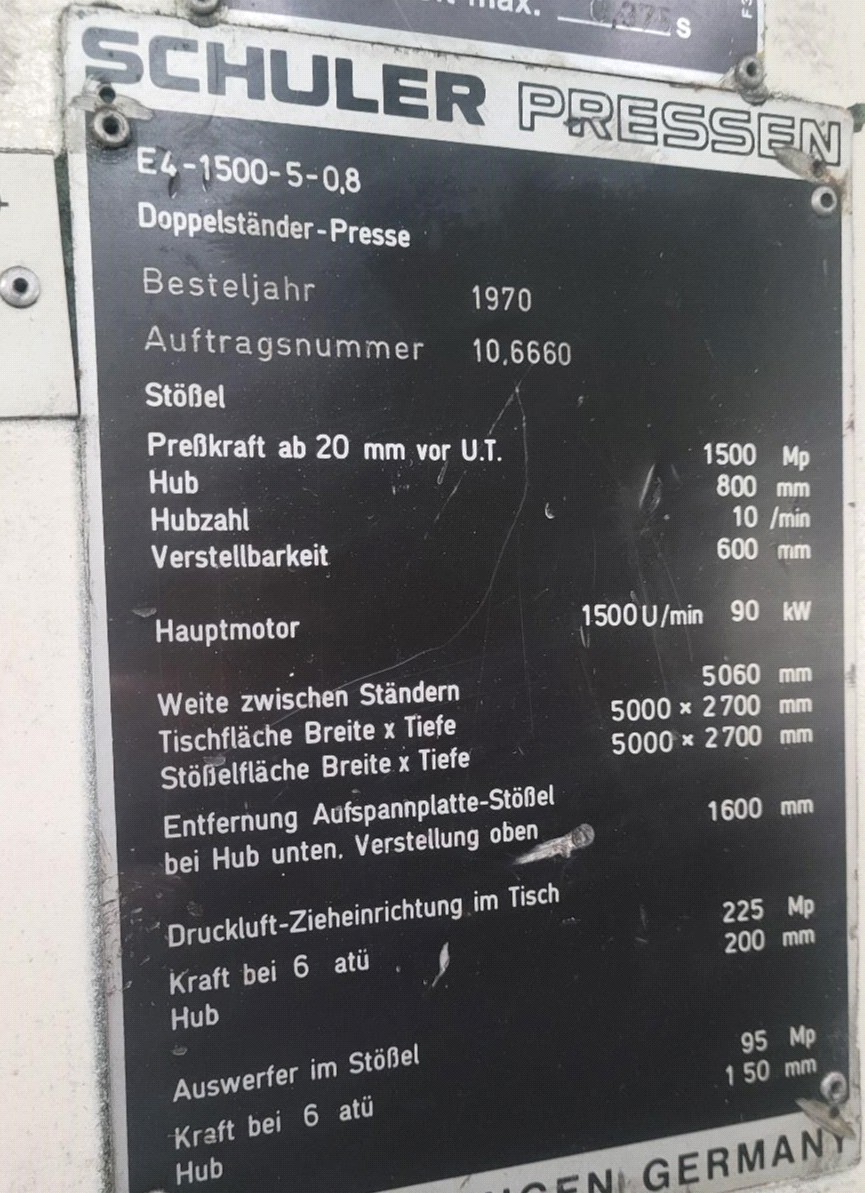 max. 0,375 s
SCHULER PRESSEN
E4-1500-5-0,8
Doppelständer-Presse
Besteljahr 1970
Auftragsnummer 10.6660
Stößel
Preßkraft ab 20 mm vor U.T. 1500 Mp
Hub 800 mm
Hubzahl 10 /min
Verstellbarkeit 600 mm
Hauptmotor 1500 U/min 90 kW
Weite zwischen Ständern 5060 mm
Tischfläche Breite x Tiefe 5000 × 2700 mm
Stößelfläche Breite x Tiefe 5000 × 2700 mm
Entfernung Aufspannplatte-Stößel
bei Hub unten, Verstellung oben 1600 mm
Druckluft-Zieheinrichtung im Tisch
Kraft bei 6 atü 225 Mp
Hub 200 mm
Auswerfer im Stößel
Kraft bei 6 atü 95 Mp
Hub 150 mm
GERMANY